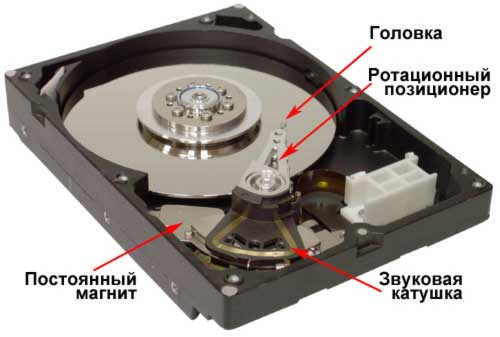 Головка
Ротационный
позиционер
Постоянный
магнит
Звуковая
катушка